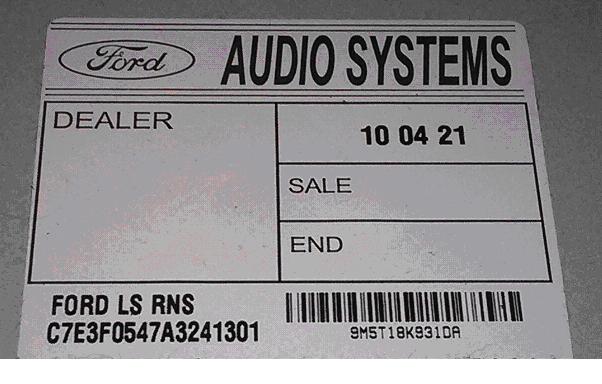 Ford AUDIO SYSTEMS
DEALER
10 04 21
SALE
END
FORD LS RNS
C7E3F0547A3241301
9M5T18K931DA